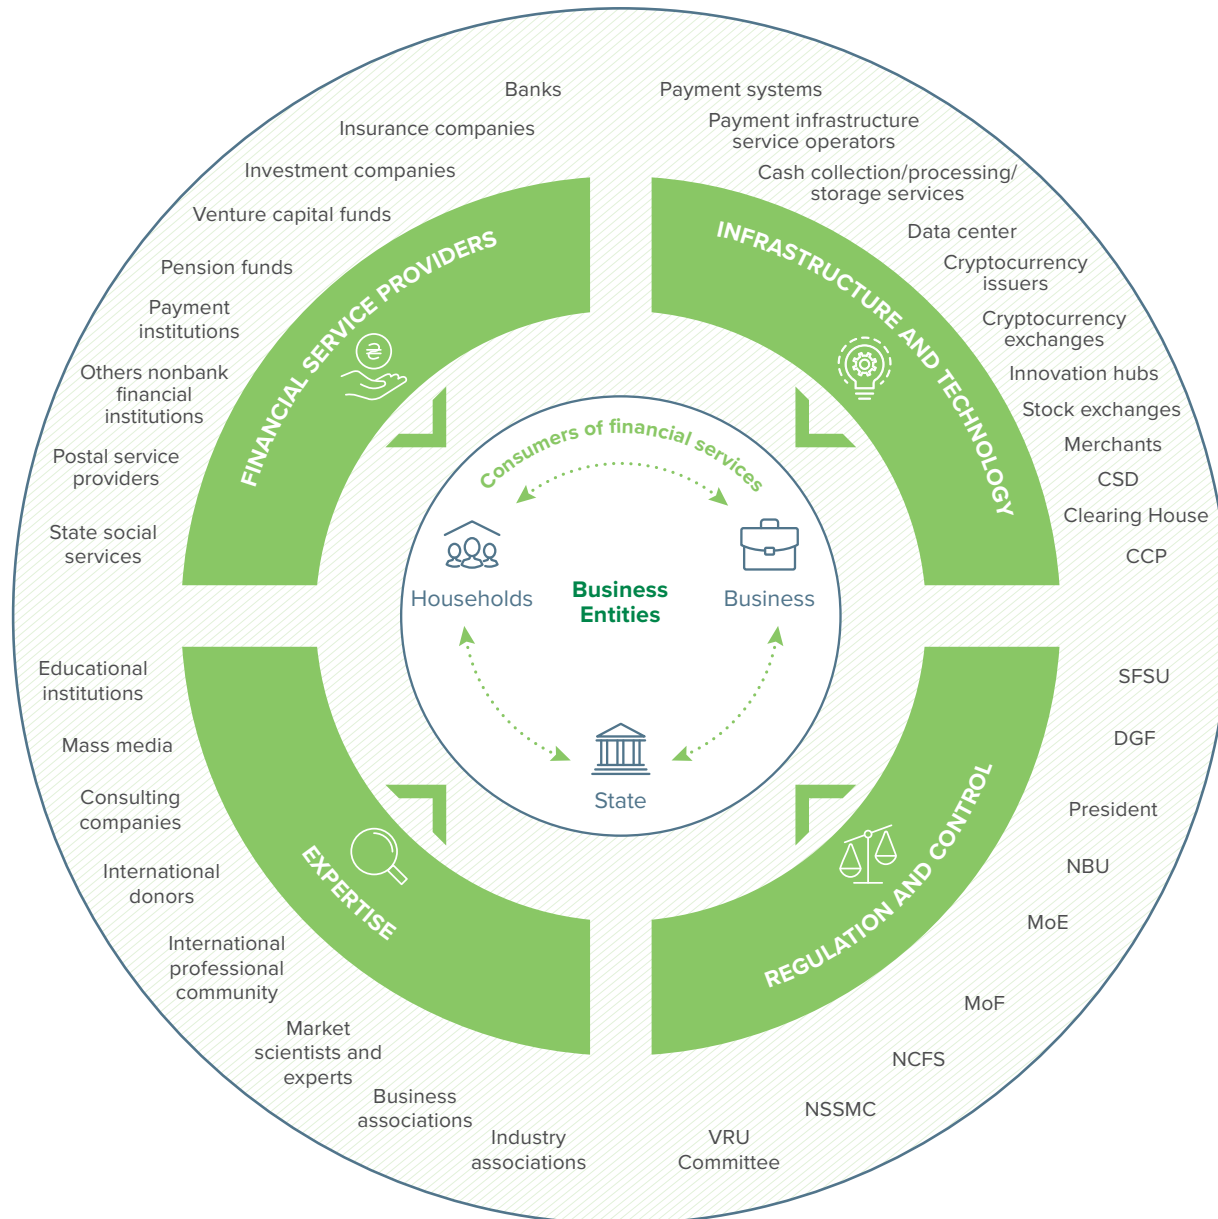 Banks
Insurance companies
Investment companies
Venture capital funds
Pension funds
Payment
institutions
Others nonbank
financial
institutions
Postal service
providers
State social
services
FINANCIAL SERVICE PROVIDERS
₴
Payment systems
Payment infrastructure
service operators
Cash collection/processing/
storage services
Data center
Cryptocurrency
issuers
Cryptocurrency
exchanges
Innovation hubs
Stock exchanges
Merchants
CSD
Clearing House
CCP
INFRASTRUCTURE AND TECHNOLOGY
Consumers of financial services
Households
Business
Entities
Business
State
Educational
institutions
Mass media
Consulting
companies
International
donors
International
professional
community
Market
scientists and
experts
Business
associations
Industry
associations
EXPERTISE
SFSU
DGF
President
NBU
MoE
MoF
NCFS
NSSMC
VRU
Committee
REGULATION AND CONTROL